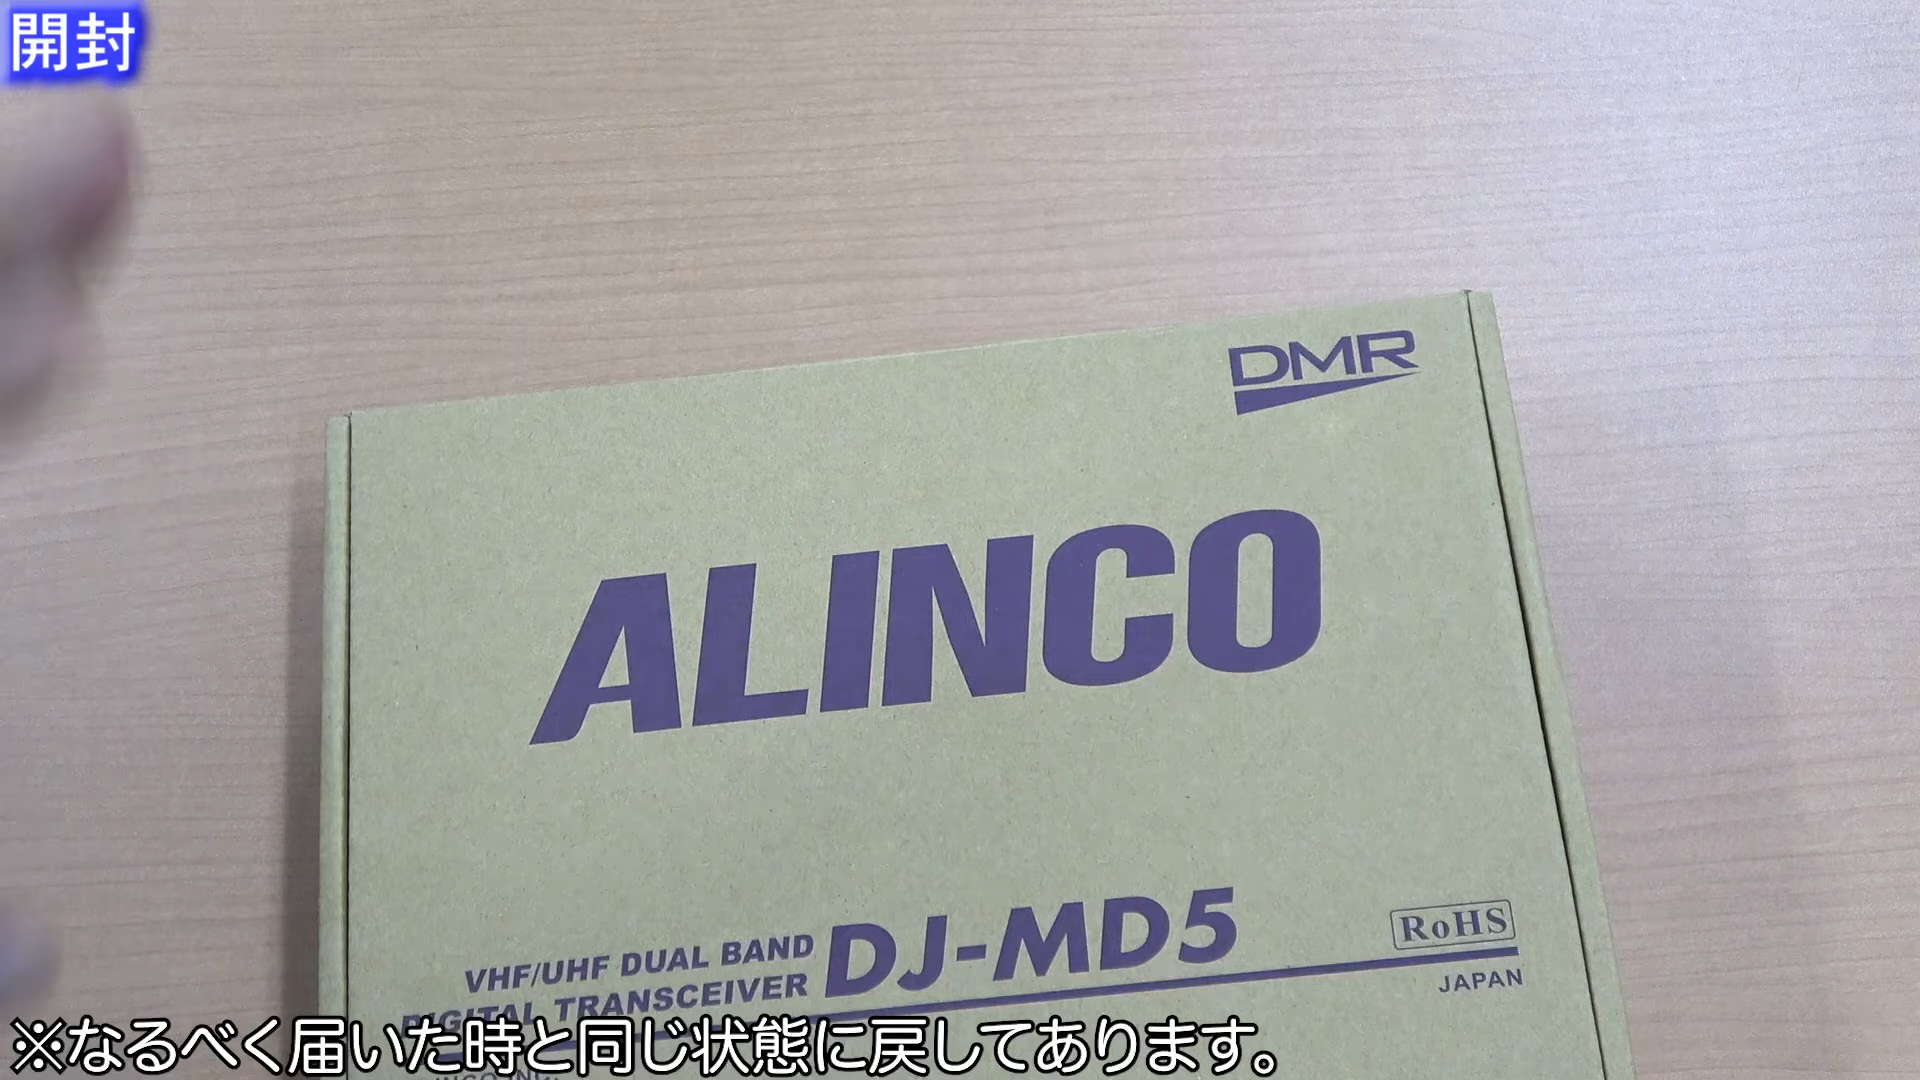 開封
DMR
ALINCO
VHF/UHF DUAL BAND
DIGITAL TRANSCEIVER
DJ-MD5
RoHS
JAPAN
※なるべく届いた時と同じ状態に戻してあります。